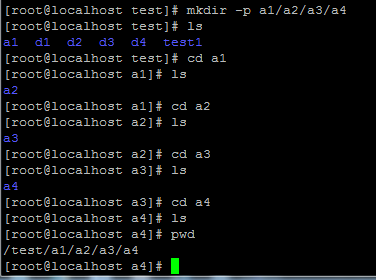 [root@localhost test]# mkdir -p a1/a2/a3/a4
[root@localhost test]# ls
a1  d1  d2  d3  d4  test1
[root@localhost test]# cd a1
[root@localhost a1]# ls
a2
[root@localhost a1]# cd a2
[root@localhost a2]# ls
a3
[root@localhost a2]# cd a3
[root@localhost a3]# ls
a4
[root@localhost a3]# cd a4
[root@localhost a4]# ls
[root@localhost a4]# pwd
/test/a1/a2/a3/a4
[root@localhost a4]#